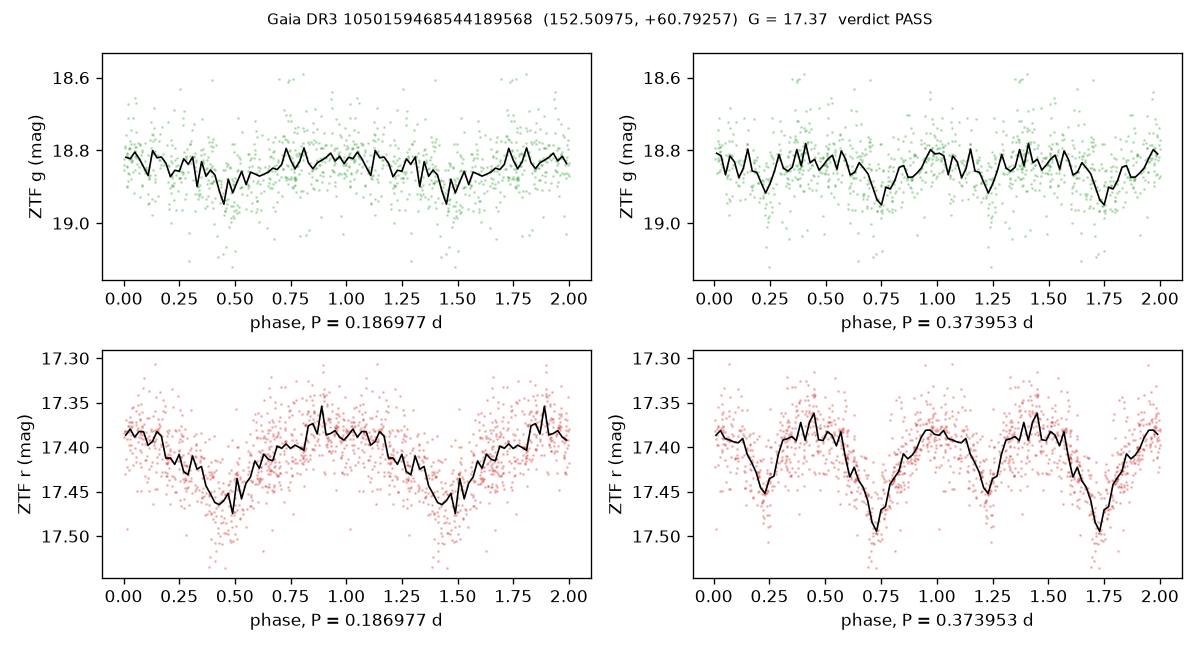 Gaia DR3 1050159468544189568  (152.50975, +60.79257)  G = 17.37  verdict PASS
ZTF g (mag)
18.6
18.8
19.0
0.00 0.25 0.50 0.75 1.00 1.25 1.50 1.75 2.00
phase, P = 0.186977 d
ZTF g (mag)
18.6
18.8
19.0
0.00 0.25 0.50 0.75 1.00 1.25 1.50 1.75 2.00
phase, P = 0.373953 d
ZTF r (mag)
17.30
17.35
17.40
17.45
17.50
0.00 0.25 0.50 0.75 1.00 1.25 1.50 1.75 2.00
phase, P = 0.186977 d
ZTF r (mag)
17.30
17.35
17.40
17.45
17.50
0.00 0.25 0.50 0.75 1.00 1.25 1.50 1.75 2.00
phase, P = 0.373953 d